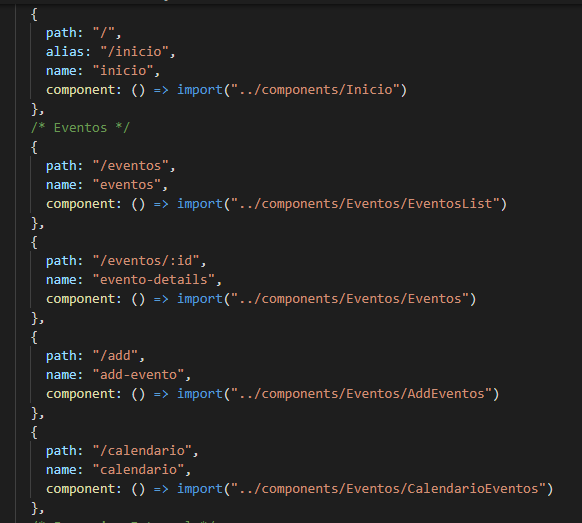 {
path: "/",
alias: "/inicio",
name: "inicio",
component: () => import("../components/Inicio")
},
/* Eventos */
{
path: "/eventos",
name: "eventos",
component: () => import("../components/Eventos/EventosList")
},
{
path: "/eventos/:id",
name: "evento-details",
component: () => import("../components/Eventos/Eventos")
},
{
path: "/add",
name: "add-evento",
component: () => import("../components/Eventos/AddEventos")
},
{
path: "/calendario",
name: "calendario",
component: () => import("../components/Eventos/CalendarioEventos")
},